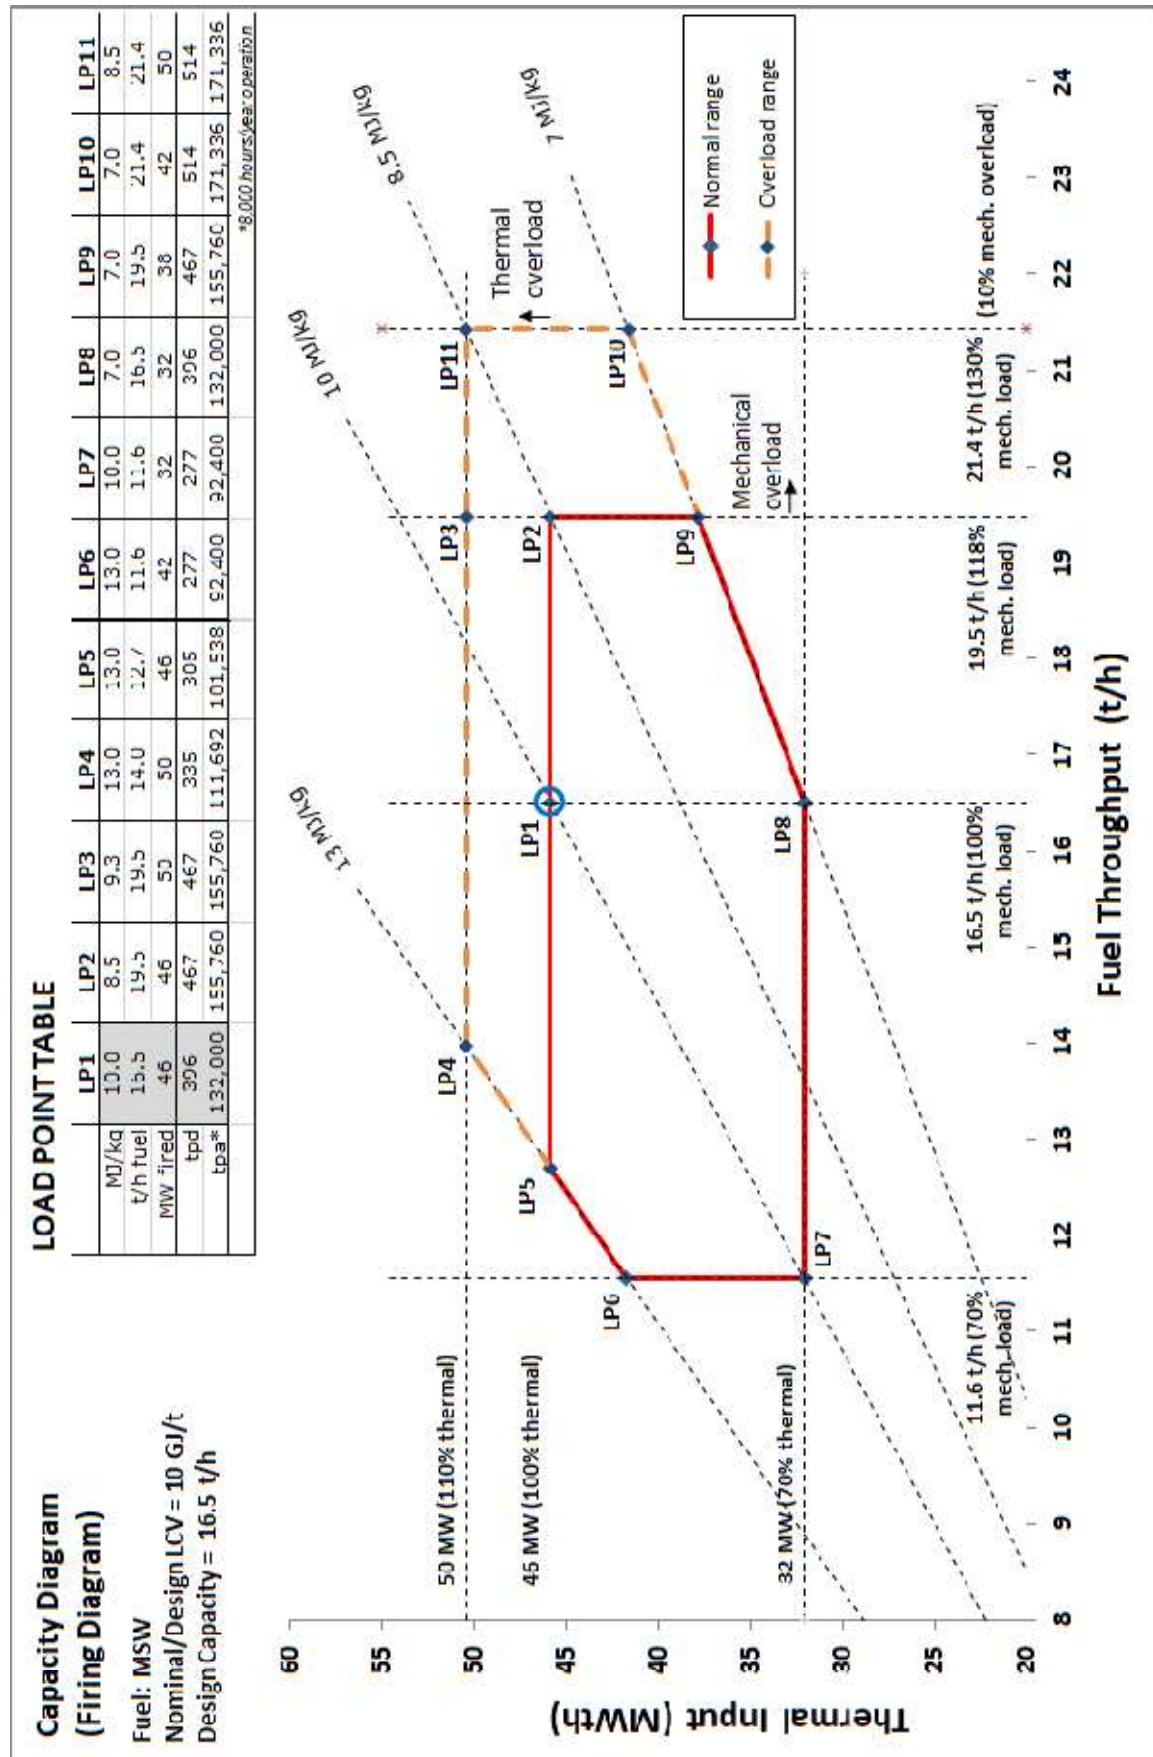 Capacity Diagram
(Firing Diagram)
Fuel: MSW
Nominal/Design LCV = 10 GJ/t
Design Capacity = 16.5 t/h
LOAD POINT TABLE
LP1 LP2 LP3 LP4 LP5 LP6 LP7 LP8 LP9 LP10 LP11
MJ/kg 10.0 8.5 9.3 13.0 13.0 13.0 10.0 7.0 7.0 7.0 8.5
t/h fuel 16.5 19.5 19.5 14.0 12.7 11.6 11.6 16.5 19.5 21.4 21.4
MW fired 46 46 50 50 46 42 32 32 38 42 50
tpd 396 467 467 335 305 277 277 396 467 514 514
tpa* 132,000 155,760 155,760 111,692 101,538 92,400 92,400 132,000 155,760 171,336 171,336
*8,000 hours/year operation
13 MJ/kg
10 MJ/kg
8.5 MJ/kg
7 MJ/kg
50 MW (110% thermal)
46 MW (100% thermal)
32 MW (70% thermal)
LP4
LP3
LP11
LP5
LP1
LP2
LP6
LP10
LP9
LP7
LP8
Thermal
overload
Mechanical
overload
Normal range
Overload range
11.6 t/h (70%
mech. load)
16.5 t/h (100%
mech. load)
19.5 t/h (118%
mech. load)
21.4 t/h (130%
mech. load)
(10% mech. overload)
60
55
50
45
40
35
30
25
20
Thermal Input (MWth)
8 9 10 11 12 13 14 15 16 17 18 19 20 21 22 23 24
Fuel Throughput (t/h)